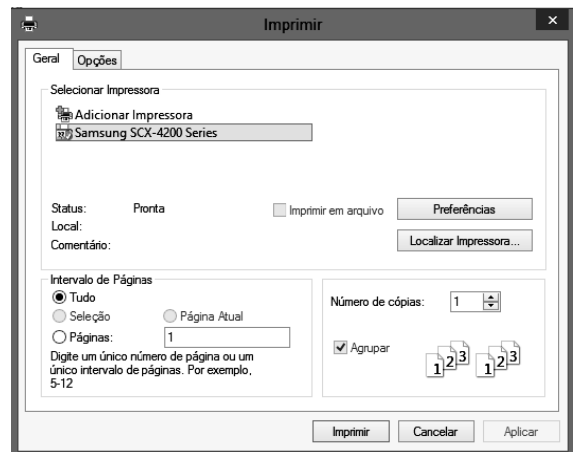 Imprimir
Geral Opções
Selecionar Impressora
Adicionar Impressora
Samsung SCX-4200 Series
Status: Pronta
Imprimir em arquivo
Preferências
Local:
Localizar Impressora...
Comentário:
Intervalo de Páginas
Tudo
Seleção
Página Atual
Páginas: 1
Digite um único número de página ou um
único intervalo de páginas. Por exemplo,
5-12
Número de cópias: 1
Agrupar
1 2 3 1 2 3
Imprimir Cancelar Aplicar